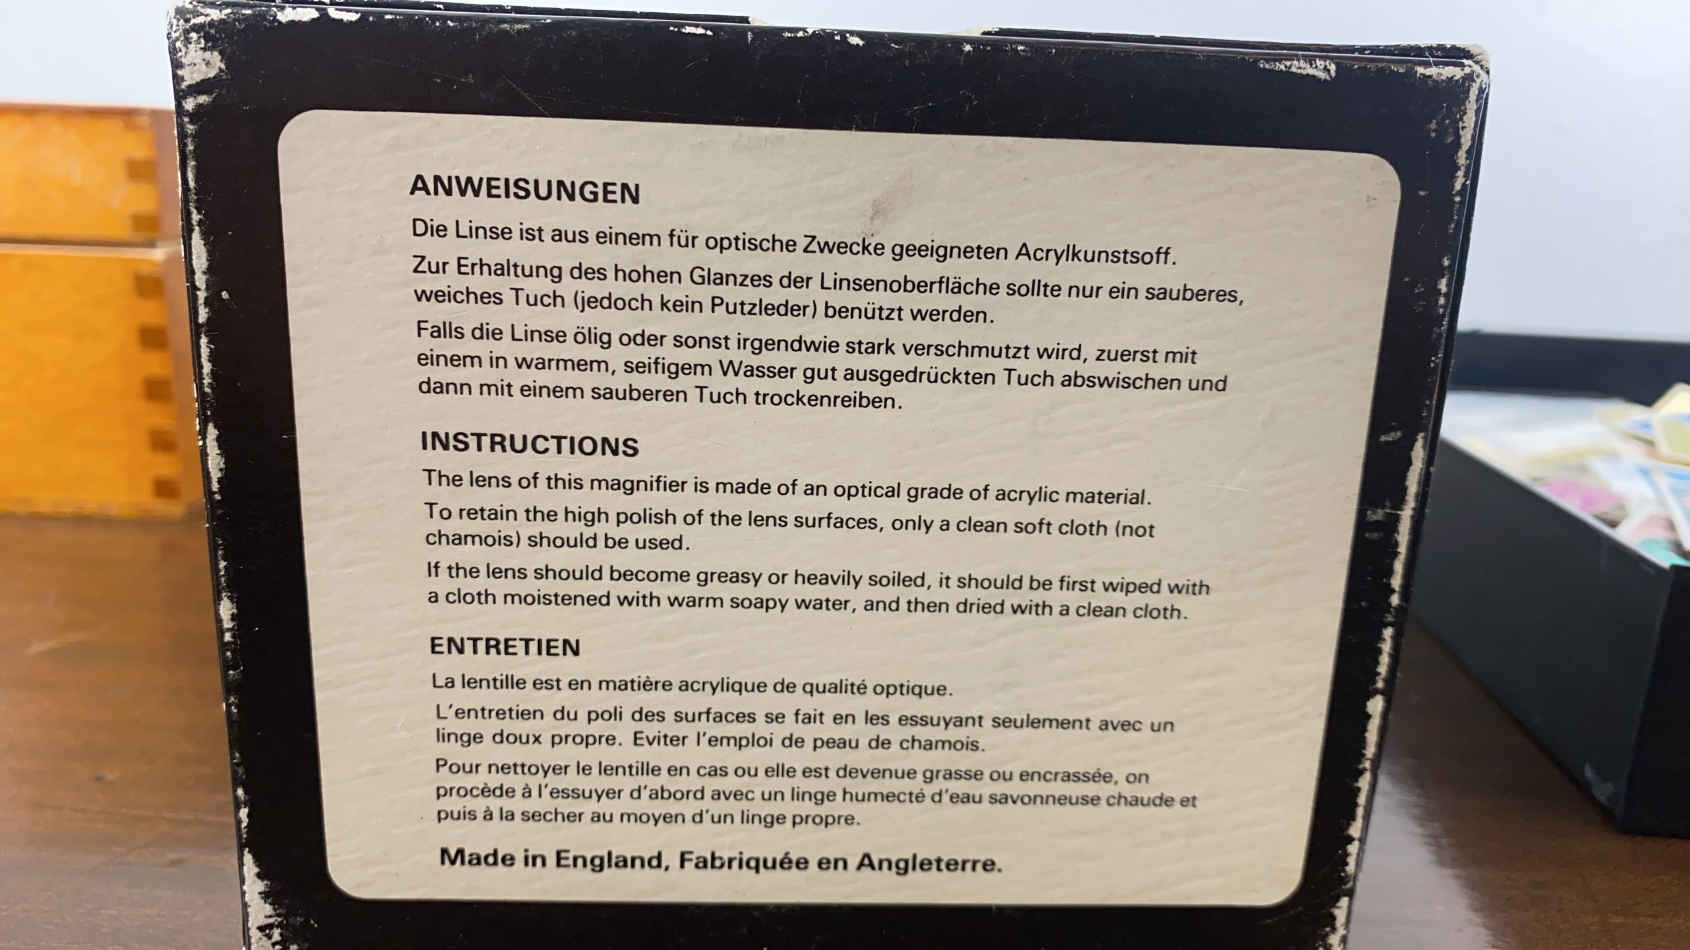 ANWEISUNGEN
Die Linse ist aus einem für optische Zwecke geeigneten Acrylkunstsoff.
Zur Erhaltung des hohen Glanzes der Linsenoberfläche sollte nur ein sauberes,
weiches Tuch (jedoch kein Putzleder) benützt werden.
Falls die Linse ölig oder sonst irgendwie stark verschmutzt wird, zuerst mit
einem in warmem, seifigem Wasser gut ausgedrückten Tuch abswischen und
dann mit einem sauberen Tuch trockenreiben.
INSTRUCTIONS
The lens of this magnifier is made of an optical grade of acrylic material.
To retain the high polish of the lens surfaces, only a clean soft cloth (not
chamois) should be used.
If the lens should become greasy or heavily soiled, it should be first wiped with
a cloth moistened with warm soapy water, and then dried with a clean cloth.
ENTRETIEN
La lentille est en matière acrylique de qualité optique.
L'entretien du poli des surfaces se fait en les essuyant seulement avec un
linge doux propre. Eviter l'emploi de peau de chamois.
Pour nettoyer le lentille en cas ou elle est devenue grasse ou encrassée, on
procède à l'essuyer d'abord avec un linge humecté d'eau savonneuse chaude et
puis à la secher au moyen d'un linge propre.
Made in England, Fabriquée en Angleterre.